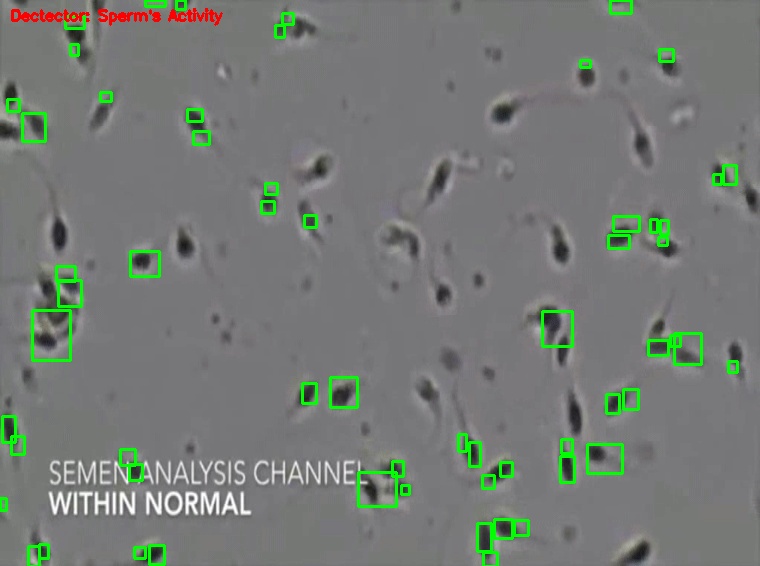 Dectector: Sperm's Activity
SEMEN ANALYSIS CHANNEL
WITHIN NORMAL